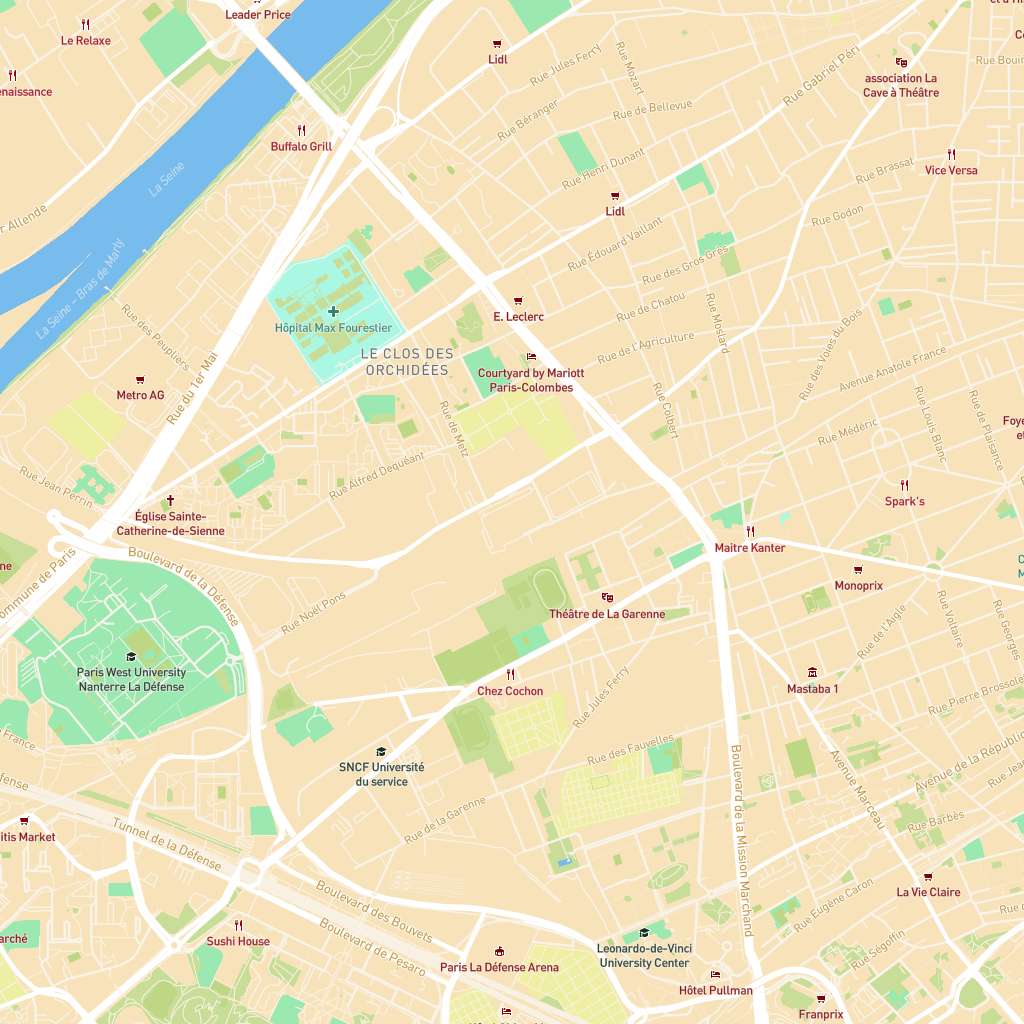 Leader Price
Le Relaxe
Lidl
Rue Jules Ferry
Rue Mozart
Rue Gabriel Péri
association La
Cave à Théâtre
Rue de Bellevue
Rue Béranger
Buffalo Grill
La Seine
Rue Henri Dunant
Vice Versa
Rue Brassat
Lidl
Rue Godon
Allende
Rue Édouard Vaillant
Rue des Gros Grès
La Seine - Bras de Marly
Rue des Peupliers
Rue de Chatou
Rue Moslard
E. Leclerc
Hôpital Max Fourestier
LE CLOS DES
ORCHIDÉES
Rue de l'Agriculture
Rue des Voies du Bois
Avenue Anatole France
Courtyard by Mariott
Paris-Colombes
Metro AG
Rue du 1er Mai
Rue de Metz
Rue Colbert
Rue Médéric
Rue Louis Blanc
Rue de Plaisance
Rue Alfred Dequéant
Rue Jean Perrin
Spark's
Église Sainte-
Catherine-de-Sienne
Maitre Kanter
Monoprix
Commune de Paris
Boulevard de la Défense
Rue Noël Pons
Théâtre de La Garenne
Rue de l'Aigle
Rue Voltaire
Rue Georges
Paris West University
Nanterre La Défense
Chez Cochon
Rue Jules Ferry
Mastaba 1
Rue Pierre Brossole
SNCF Université
du service
Rue des Fauvelles
Avenue de la République
Avenue Marceau
Boulevard de la Mission Marchand
Rue de la Garenne
Rue Barbès
Tunnel de la Défense
La Vie Claire
Rue Eugène Caron
Boulevard des Bouvets
Boulevard de Pesaro
Sushi House
Paris La Défense Arena
Leonardo-de-Vinci
University Center
Rue Ségoffin
Hôtel Pullman
Franprix